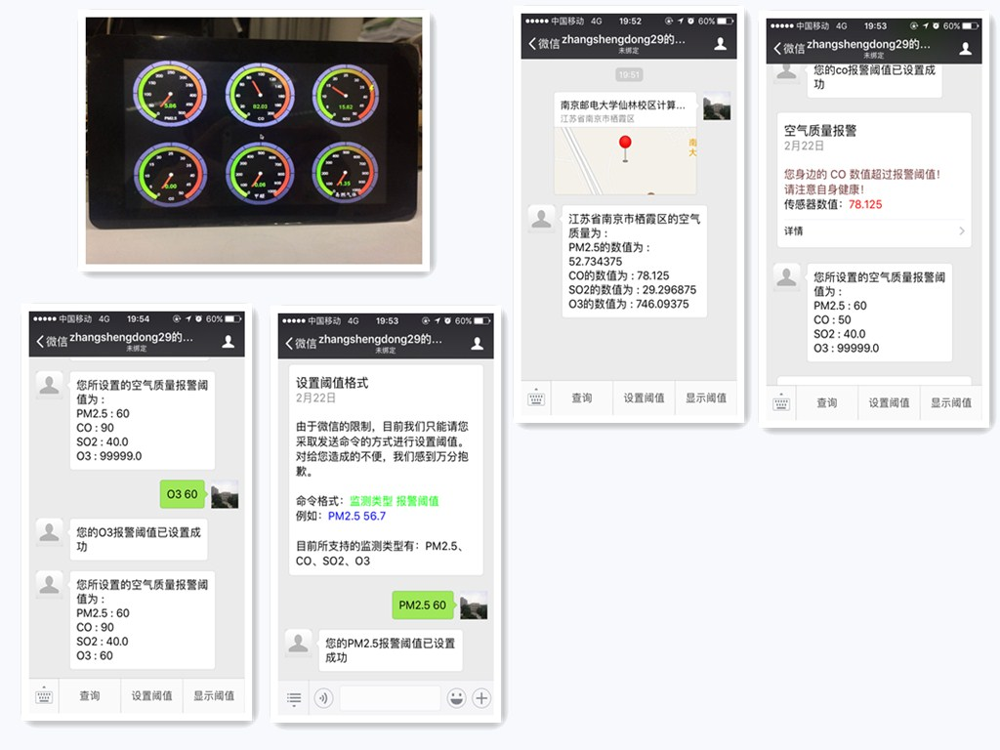 PM2.5
CO
中国移动 4G 19:52 60%
微信 zhangshengdong29的...
未绑定
19:51
南京邮电大学仙林校区计算...
江苏省南京市栖霞区
南
大
江苏省南京市栖霞区的空气
质量为：
PM2.5的数值为：
52.734375
CO的数值为：78.125
SO2的数值为：29.296875
O3的数值为：746.09375
查询 设置阈值 显示阈值
中国移动 4G 19:53 60%
微信 zhangshengdong29的...
未绑定
您的co报警阈值已设置成
功
空气质量报警
2月22日
您身边的 CO 数值超过报警阈值！
请注意自身健康！
传感器数值：78.125
详情
您所设置的空气质量报警阈
值为：
PM2.5 : 60
CO : 50
SO2 : 40.0
O3 : 99999.0
查询 设置阈值 显示阈值
中国移动 4G 19:54 60%
微信 zhangshengdong29的...
未绑定
您所设置的空气质量报警阈
值为：
PM2.5 : 60
CO : 90
SO2 : 40.0
O3 : 99999.0
O3 60
您的O3报警阈值已设置成
功
您所设置的空气质量报警阈
值为：
PM2.5 : 60
CO : 90
SO2 : 40.0
O3 : 60
查询 设置阈值 显示阈值
中国移动 4G 19:53 60%
微信 zhangshengdong29的...
未绑定
设置阈值格式
2月22日
由于微信的限制，目前我们只能请您
采取发送命令的方式进行设置阈值。
对给您造成的不便，我们感到万分抱
歉。
命令格式：监测类型 报警阈值
例如：PM2.5 56.7
目前所支持的监测类型有：PM2.5、
CO、SO2、O3
PM2.5 60
您的PM2.5报警阈值已设置
成功